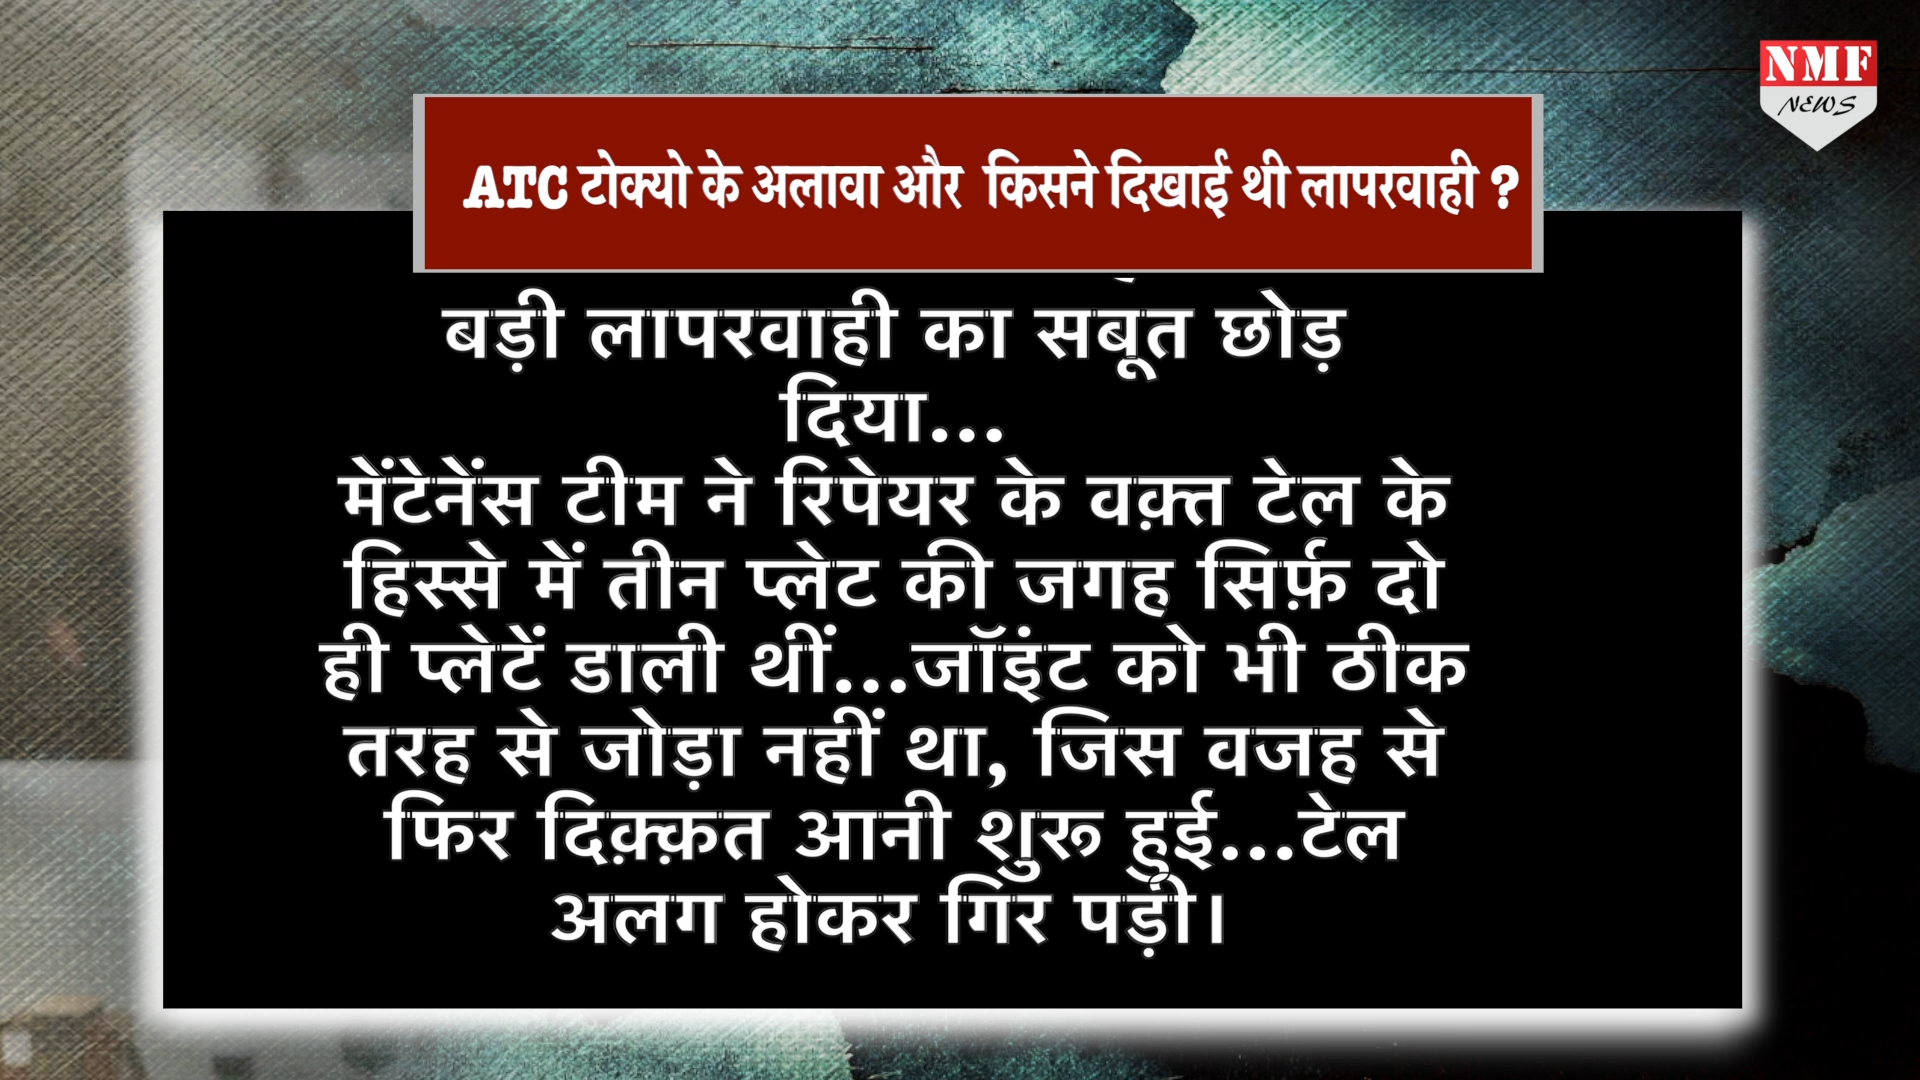 NMF
NEWS
ATC टोक्यो के अलावा और किसने दिखाई थी लापरवाही ?
बड़ी लापरवाही का सबूत छोड़
दिया...
मेंटेनेंस टीम ने रिपेयर के वक़्त टेल के
हिस्से में तीन प्लेट की जगह सिर्फ़ दो
ही प्लेटें डाली थीं...जॉइंट को भी ठीक
तरह से जोड़ा नहीं था, जिस वजह से
फिर दिक़्क़त आनी शुरू हुई...टेल
अलग होकर गिर पड़ी।